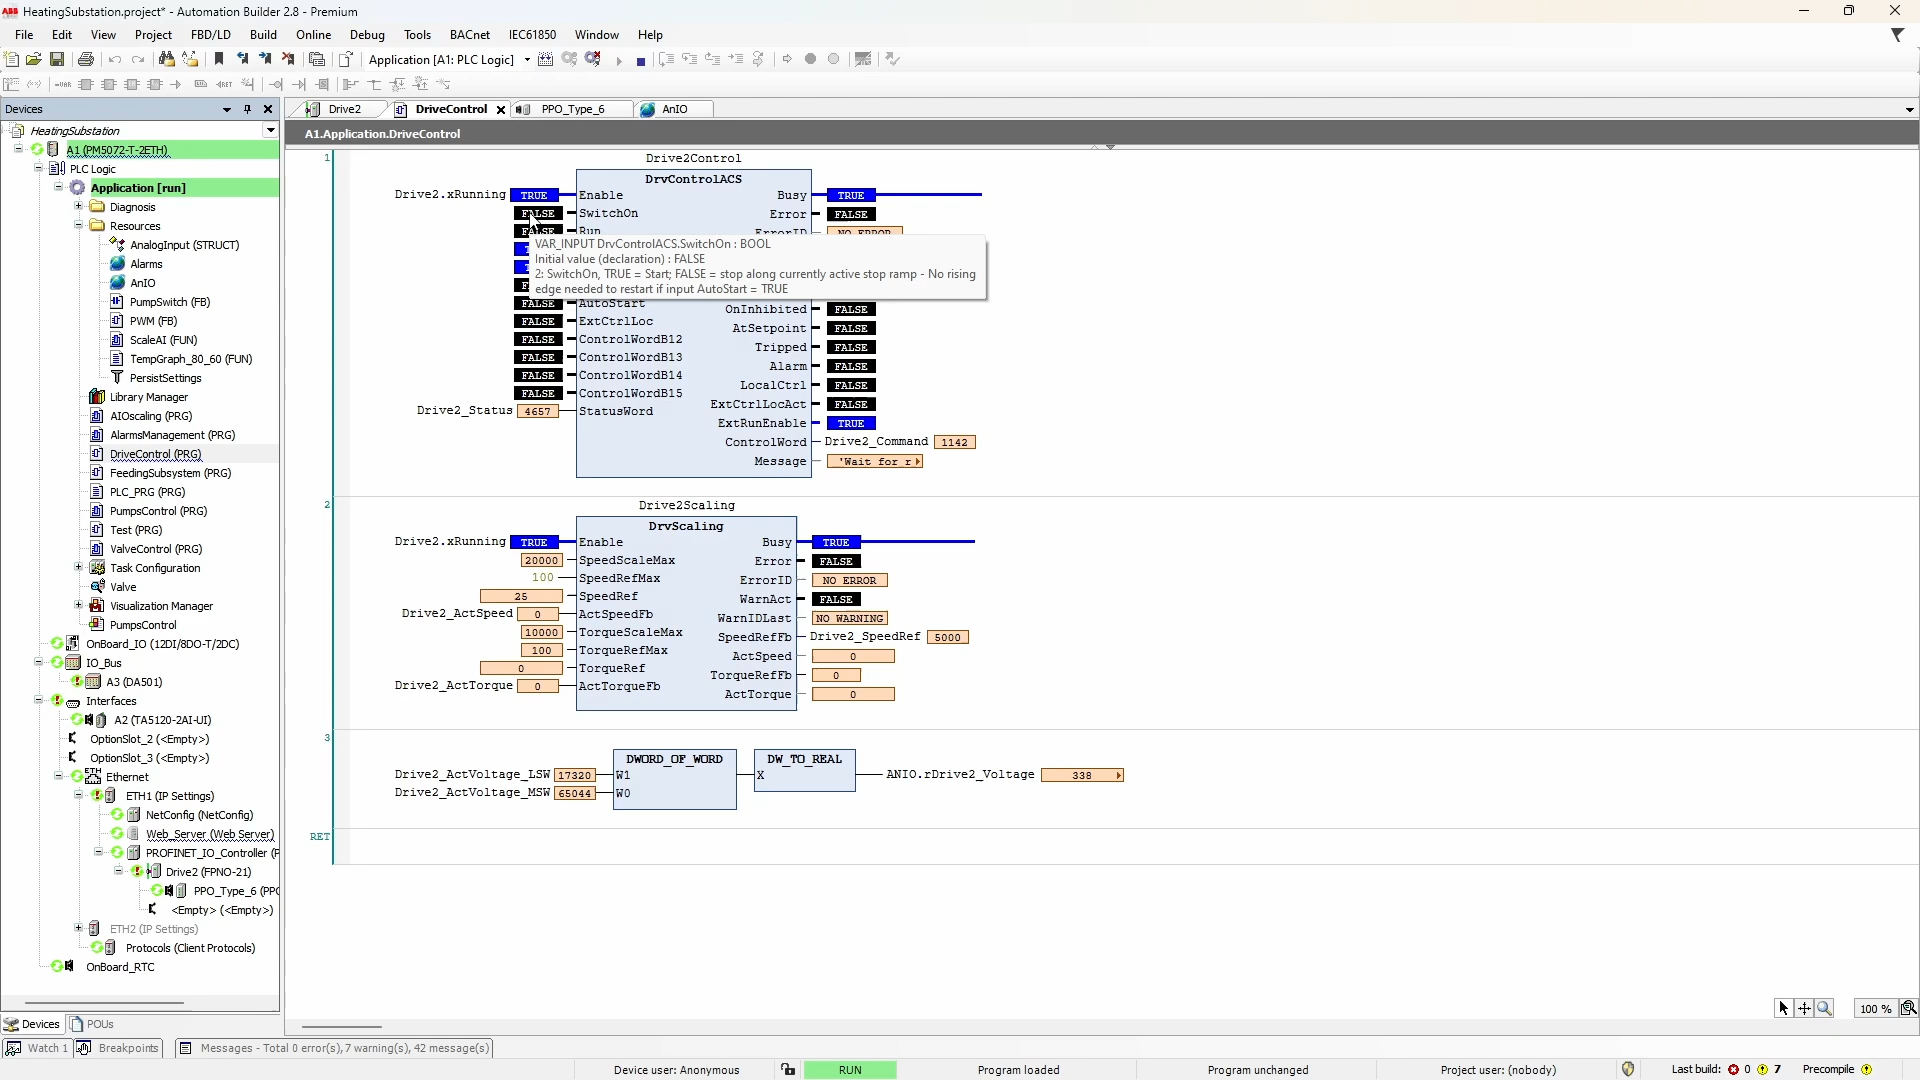 ABB HeatingSubstation.project* - Automation Builder 2.8 - Premium
File Edit View Project FBD/LD Build Online Debug Tools BACnet IEC61850 Window Help
Application [A1: PLC Logic]
Devices
Drive2 DriveControl PPO_Type_6 AnIO
A1.Application.DriveControl
HeatingSubstation
A1 (PM5072-T-2ETH)
PLC Logic
Application [run]
Diagnosis
Resources
AnalogInput (STRUCT)
Alarms
AnIO
PumpSwitch (FB)
PWM (FB)
ScaleAI (FUN)
TempGraph_80_60 (FUN)
PersistSettings
Library Manager
AIOscaling (PRG)
AlarmsManagement (PRG)
DriveControl (PRG)
FeedingSubsystem (PRG)
PLC_PRG (PRG)
PumpsControl (PRG)
Test (PRG)
ValveControl (PRG)
Task Configuration
Valve
Visualization Manager
PumpsControl
OnBoard_IO (12DI/8DO-T/2DC)
IO_Bus
A3 (DA501)
Interfaces
A2 (TA5120-2AI-UI)
OptionSlot_2 (<Empty>)
OptionSlot_3 (<Empty>)
Ethernet
ETH1 (IP Settings)
NetConfig (NetConfig)
Web_Server (Web Server)
PROFINET_IO_Controller (P
Drive2 (FPNO-21)
PPO_Type_6 (PPO
<Empty> (<Empty>)
ETH2 (IP Settings)
Protocols (Client Protocols)
OnBoard_RTC
Devices POUs
1
Drive2Control
DrvControlACS
Drive2.xRunning TRUE Enable Busy TRUE
FALSE SwitchOn Error FALSE
FALSE Run ErrorID NO ERROR
VAR_INPUT DrvControlACS.SwitchOn : BOOL
Initial value (declaration) : FALSE
2: SwitchOn, TRUE = Start; FALSE = stop along currently active stop ramp - No rising
edge needed to restart if input AutoStart = TRUE
FALSE AutoStart OnInhibited FALSE
FALSE ExtCtrlLoc AtSetpoint FALSE
FALSE ControlWordB12 Tripped FALSE
FALSE ControlWordB13 Alarm FALSE
FALSE ControlWordB14 LocalCtrl FALSE
FALSE ControlWordB15 ExtCtrlLocAct FALSE
Drive2_Status 4657 StatusWord ExtRunEnable TRUE
ControlWord Drive2_Command 1142
Message 'Wait for r
2
Drive2Scaling
DrvScaling
Drive2.xRunning TRUE Enable Busy TRUE
20000 SpeedScaleMax Error FALSE
100 SpeedRefMax ErrorID NO ERROR
25 SpeedRef WarnAct FALSE
Drive2_ActSpeed 0 ActSpeedFb WarnIDLast NO WARNING
10000 TorqueScaleMax SpeedRefFb Drive2_SpeedRef 5000
100 TorqueRefMax ActSpeed 0
0 TorqueRef TorqueRefFb 0
Drive2_ActTorque 0 ActTorqueFb ActTorque 0
3
DWORD_OF_WORD DW_TO_REAL
Drive2_ActVoltage_LSW 17320 W1 X ANIO.rDrive2_Voltage 338
Drive2_ActVoltage_MSW 65044 W0
RET
100 %
Watch 1 Breakpoints Messages - Total 0 error(s), 7 warning(s), 42 message(s)
Device user: Anonymous RUN Program loaded Program unchanged Project user: (nobody) Last build: 0 7 Precompile